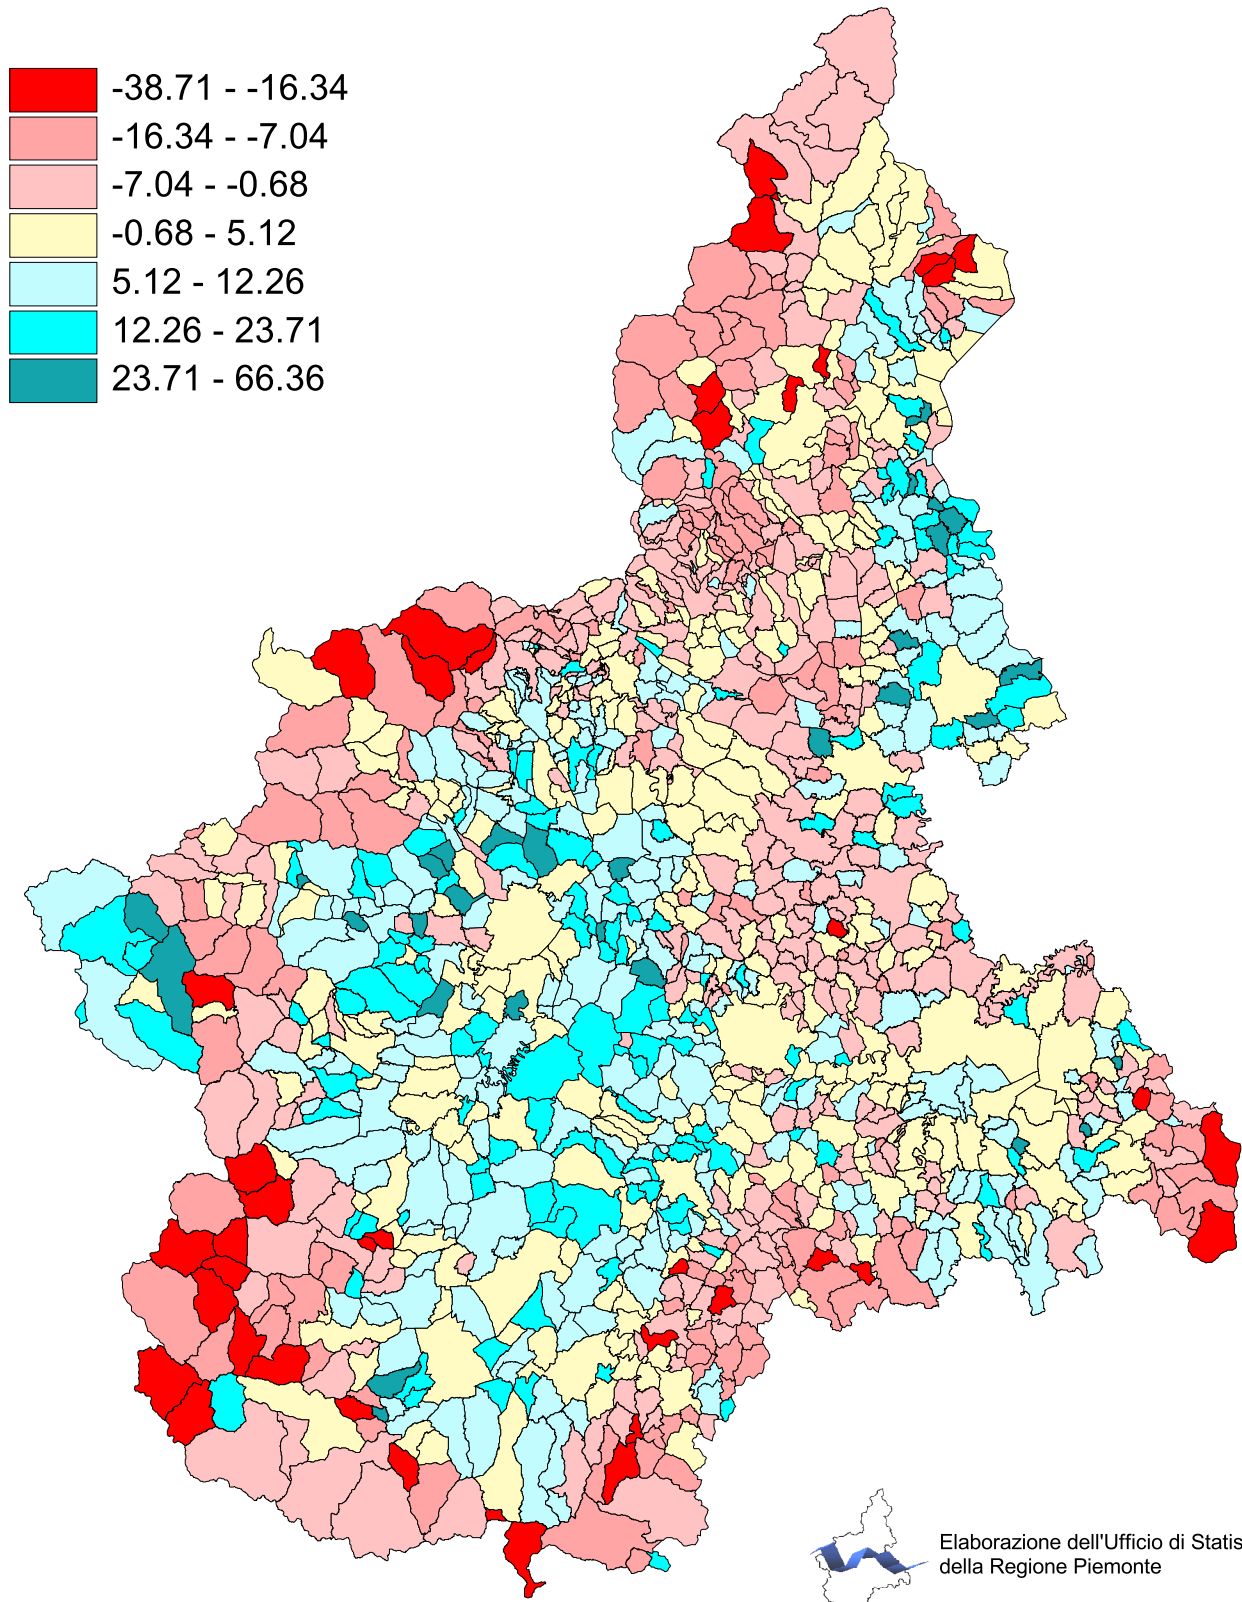 -38.71 - -16.34
-16.34 - -7.04
-7.04 - -0.68
-0.68 - 5.12
5.12 - 12.26
12.26 - 23.71
23.71 - 66.36
Elaborazione dell'Ufficio di Statis
della Regione Piemonte